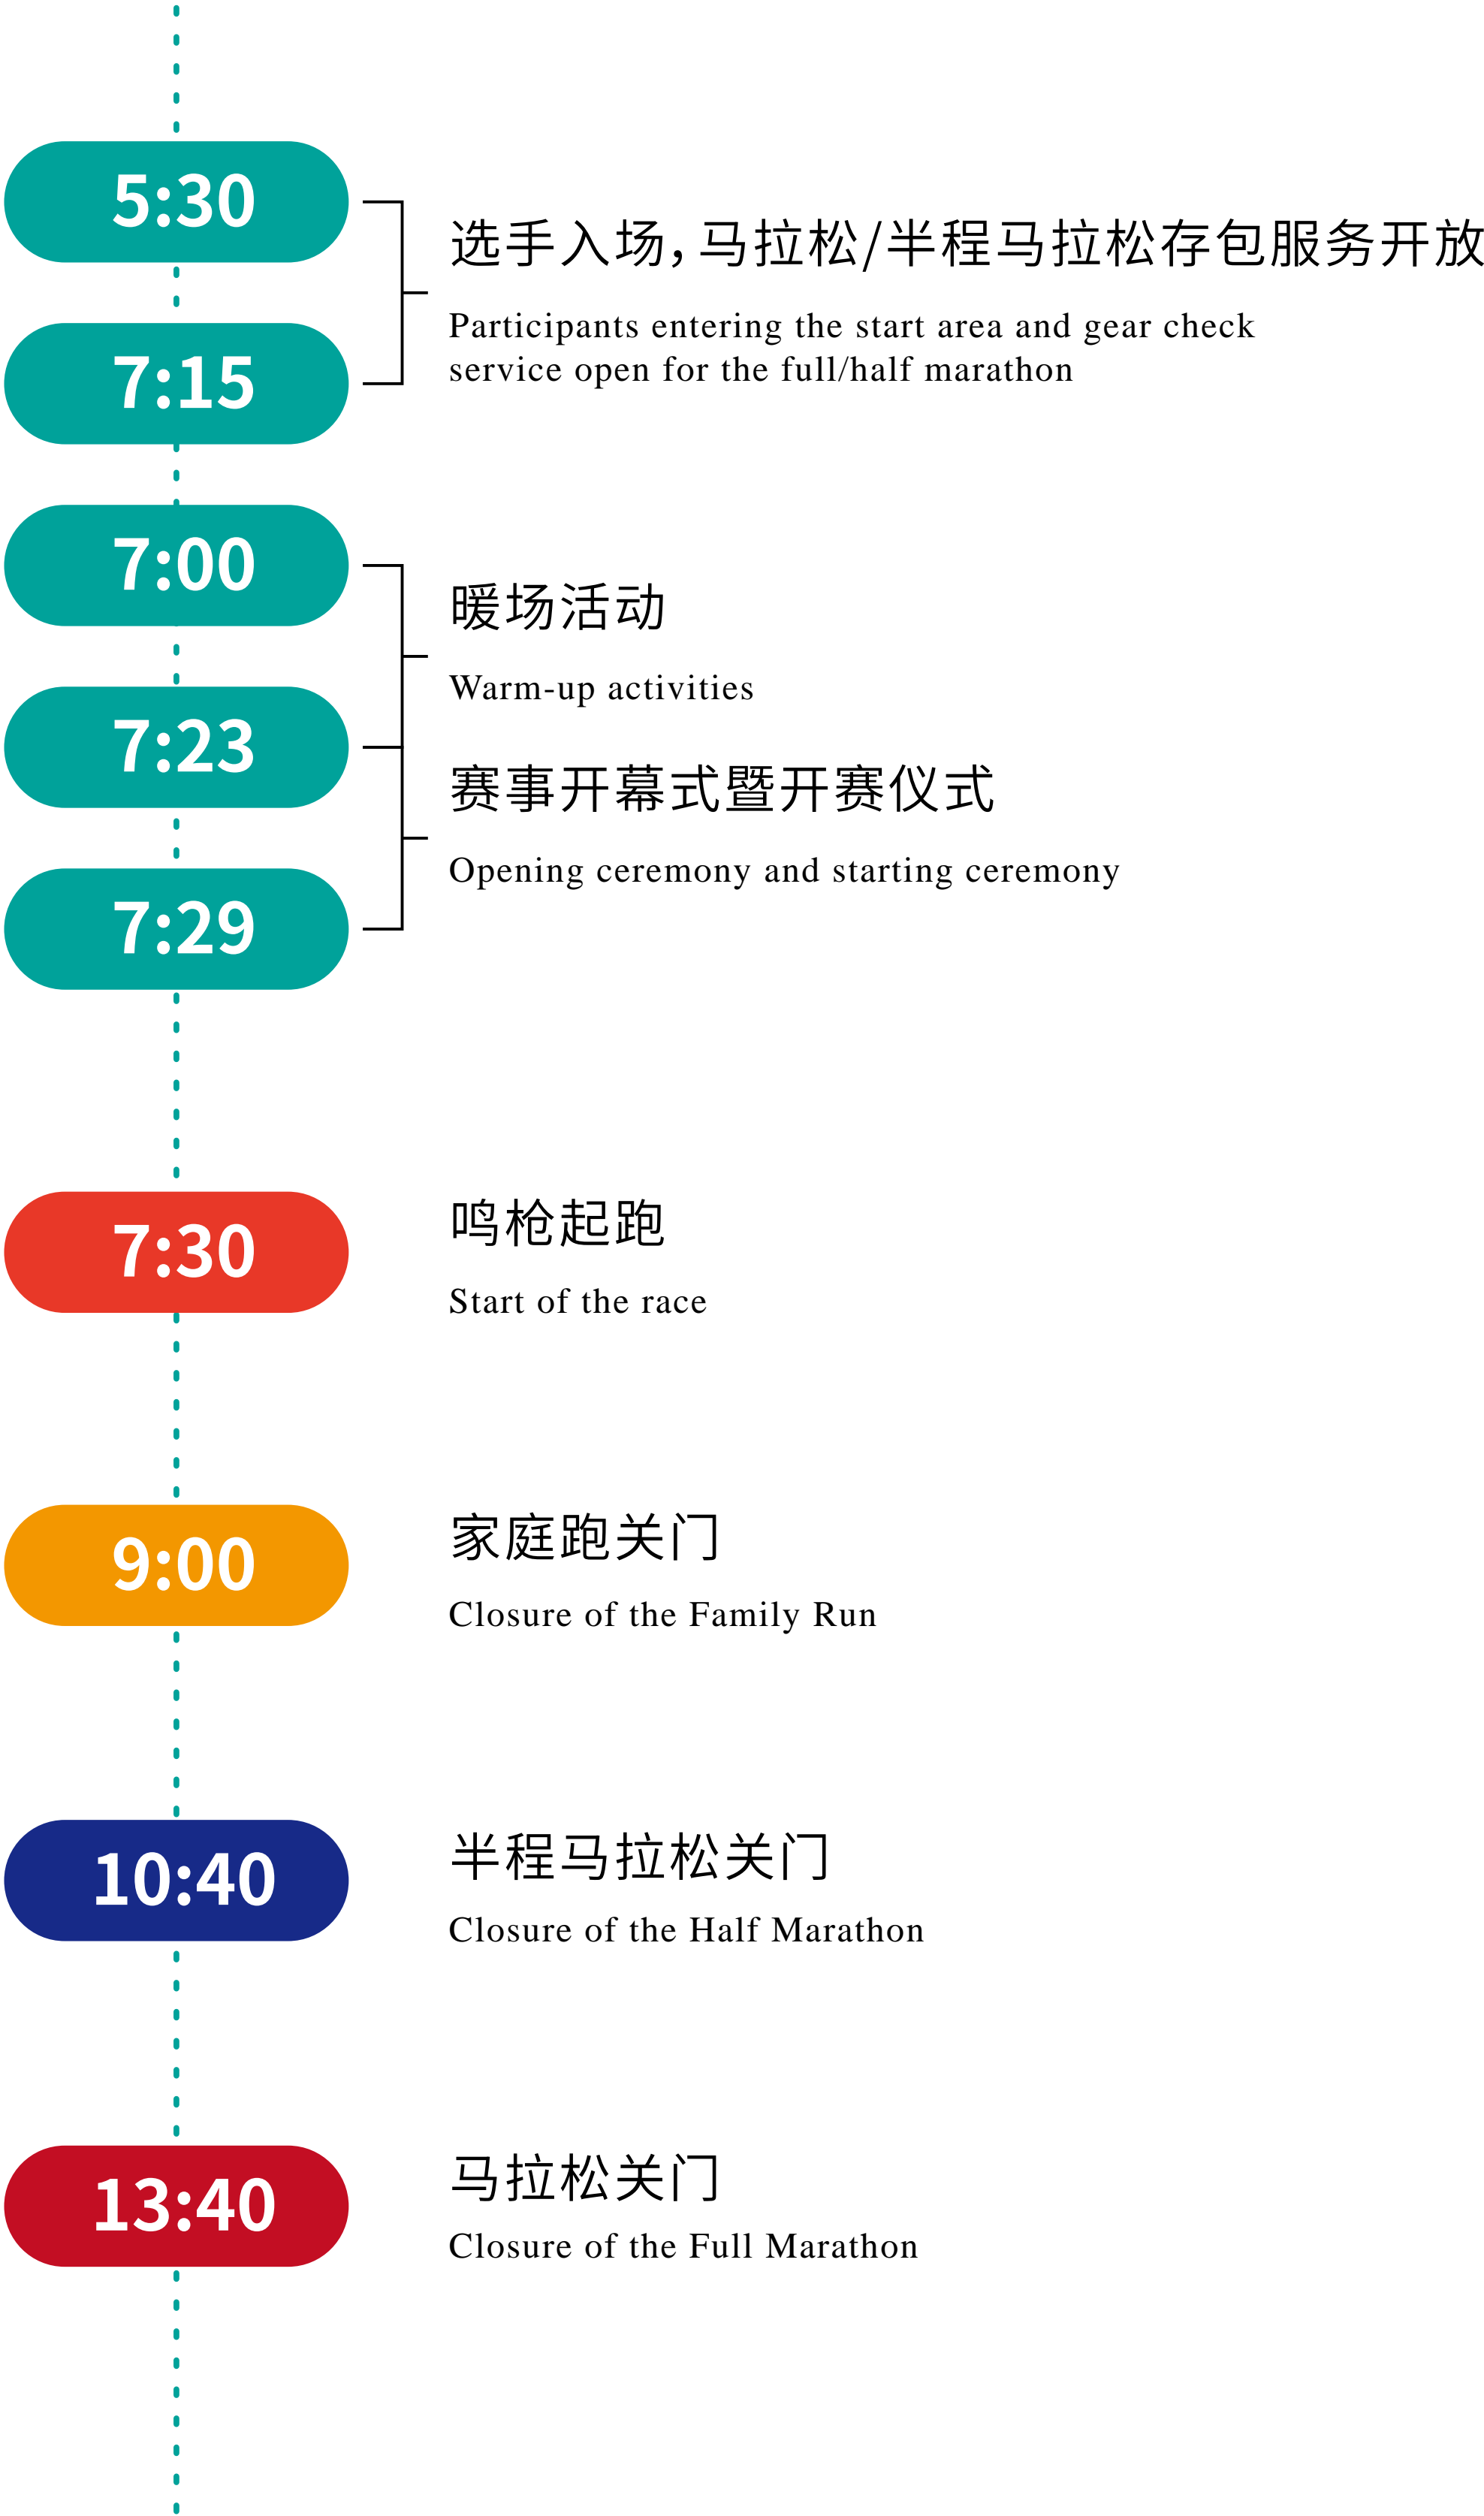 5:30
选手入场,马拉松/半程马拉松存包服务开放
Participants entering the start area and gear check
service open for the full/half marathon
7:15
7:00
暖场活动
Warm-up activities
7:23
赛事开幕式暨开赛仪式
Opening ceremony and starting ceremony
7:29
7:30
鸣枪起跑
Start of the race
9:00
家庭跑关门
Closure of the Family Run
10:40
半程马拉松关门
Closure of the Half Marathon
13:40
马拉松关门
Closure of the Full Marathon